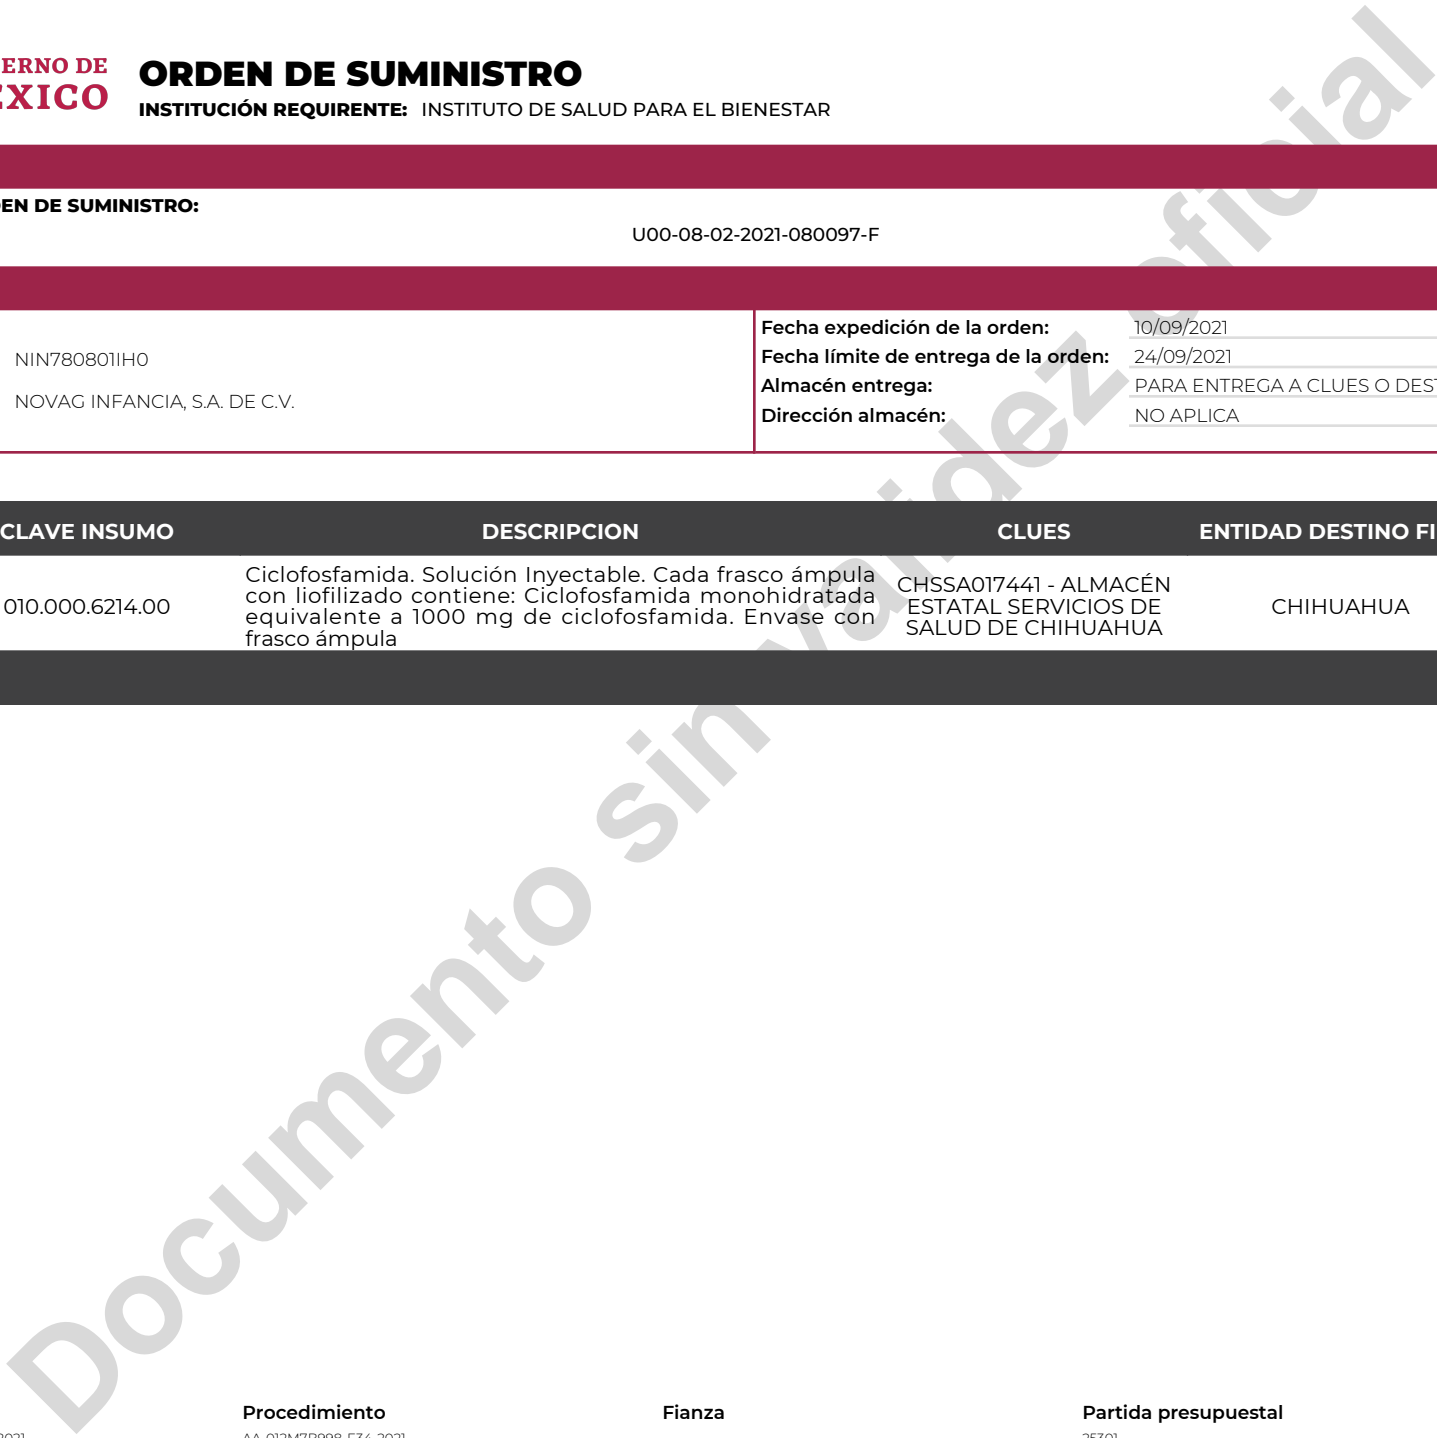 ERNO DE
ÉXICO
ORDEN DE SUMINISTRO
INSTITUCIÓN REQUIRENTE: INSTITUTO DE SALUD PARA EL BIENESTAR
EN DE SUMINISTRO:
U00-08-02-2021-080097-F
NIN780801IH0
NOVAG INFANCIA, S.A. DE C.V.
Fecha expedición de la orden: 10/09/2021
Fecha límite de entrega de la orden: 24/09/2021
Almacén entrega: PARA ENTREGA A CLUES O DEST
Dirección almacén: NO APLICA
CLAVE INSUMO DESCRIPCION CLUES ENTIDAD DESTINO FI
010.000.6214.00
Ciclofosfamida. Solución Inyectable. Cada frasco ámpula
con liofilizado contiene: Ciclofosfamida monohidratada
equivalente a 1000 mg de ciclofosfamida. Envase con
frasco ámpula
CHSSA017441 - ALMACÉN
ESTATAL SERVICIOS DE
SALUD DE CHIHUAHUA
CHIHUAHUA
Documento sin validez oficial
Procedimiento Fianza Partida presupuestal